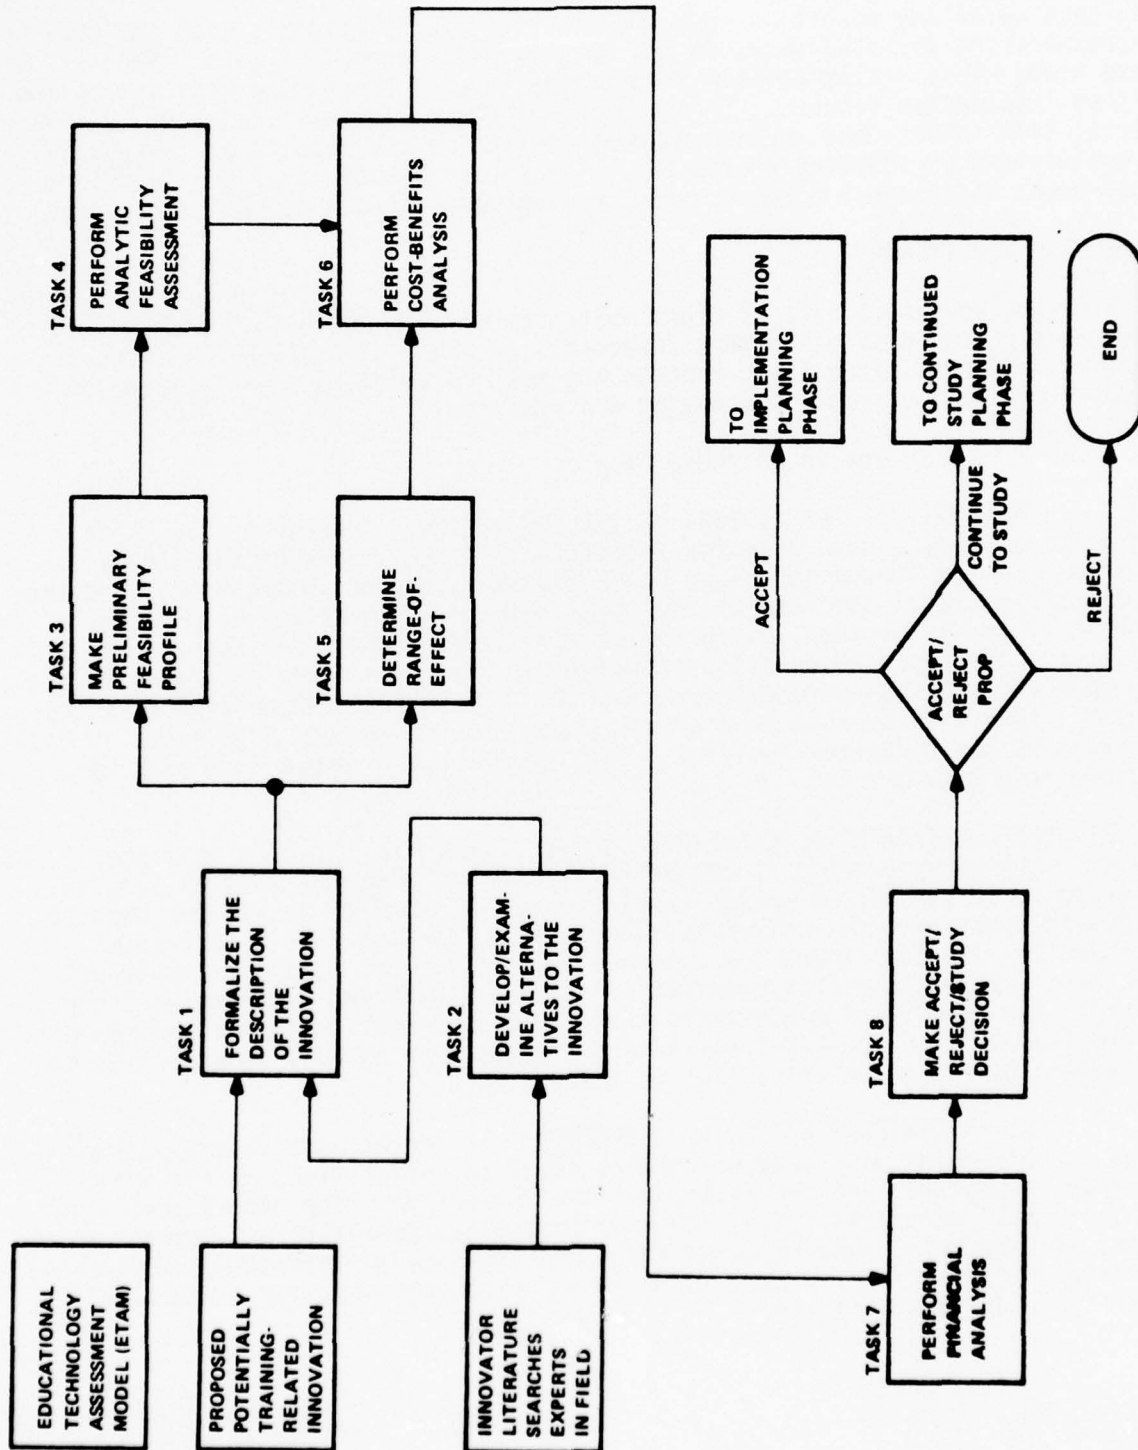 EDUCATIONAL
TECHNOLOGY
ASSESSMENT
MODEL (ETAM)
PROPOSED
POTENTIALLY
TRAINING-
RELATED
INNOVATION
TASK 1
FORMALIZE THE
DESCRIPTION
OF THE
INNOVATION
TASK 3
MAKE
PRELIMINARY
FEASIBILITY
PROFILE
TASK 4
PERFORM
ANALYTIC
FEASIBILITY
ASSESSMENT
INNOVATOR
LITERATURE
SEARCHES
EXPERTS
IN FIELD
TASK 2
DEVELOP/EXAM-
INE ALTERNA-
TIVES TO THE
INNOVATION
TASK 5
DETERMINE
RANGE-OF-
EFFECT
TASK 6
PERFORM
COST-BENEFITS
ANALYSIS
TASK 7
PERFORM
FINANCIAL
ANALYSIS
TASK 8
MAKE ACCEPT/
REJECT/STUDY
DECISION
ACCEPT/
REJECT
PROP
ACCEPT
TO
IMPLEMENTATION
PLANNING
PHASE
CONTINUE
TO STUDY
TO CONTINUED
STUDY
PLANNING
PHASE
REJECT
END